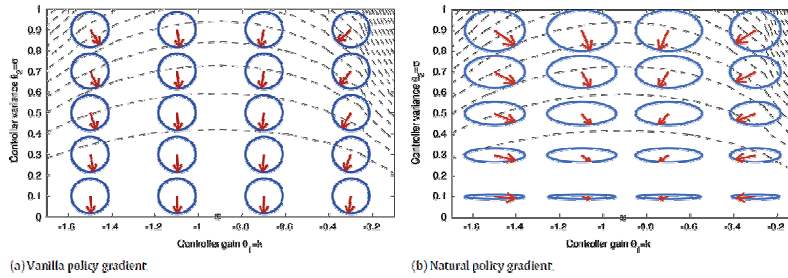 1
0.9
0.8
0.7
0.6
0.5
0.4
0.3
0.2
0.1
0
Controller variance θ₂=σ
-1.6 -1.4 -1.2 -1 -0.8 -0.6 -0.4 -0.2
Controller gain θ₁=k
(a) Vanilla policy gradient.
1
0.9
0.8
0.7
0.6
0.5
0.4
0.3
0.2
0.1
0
Controller variance θ₂=σ
-1.6 -1.4 -1.2 -1 -0.8 -0.6 -0.4 -0.2
Controller gain θ₁=k
(b) Natural policy gradient.